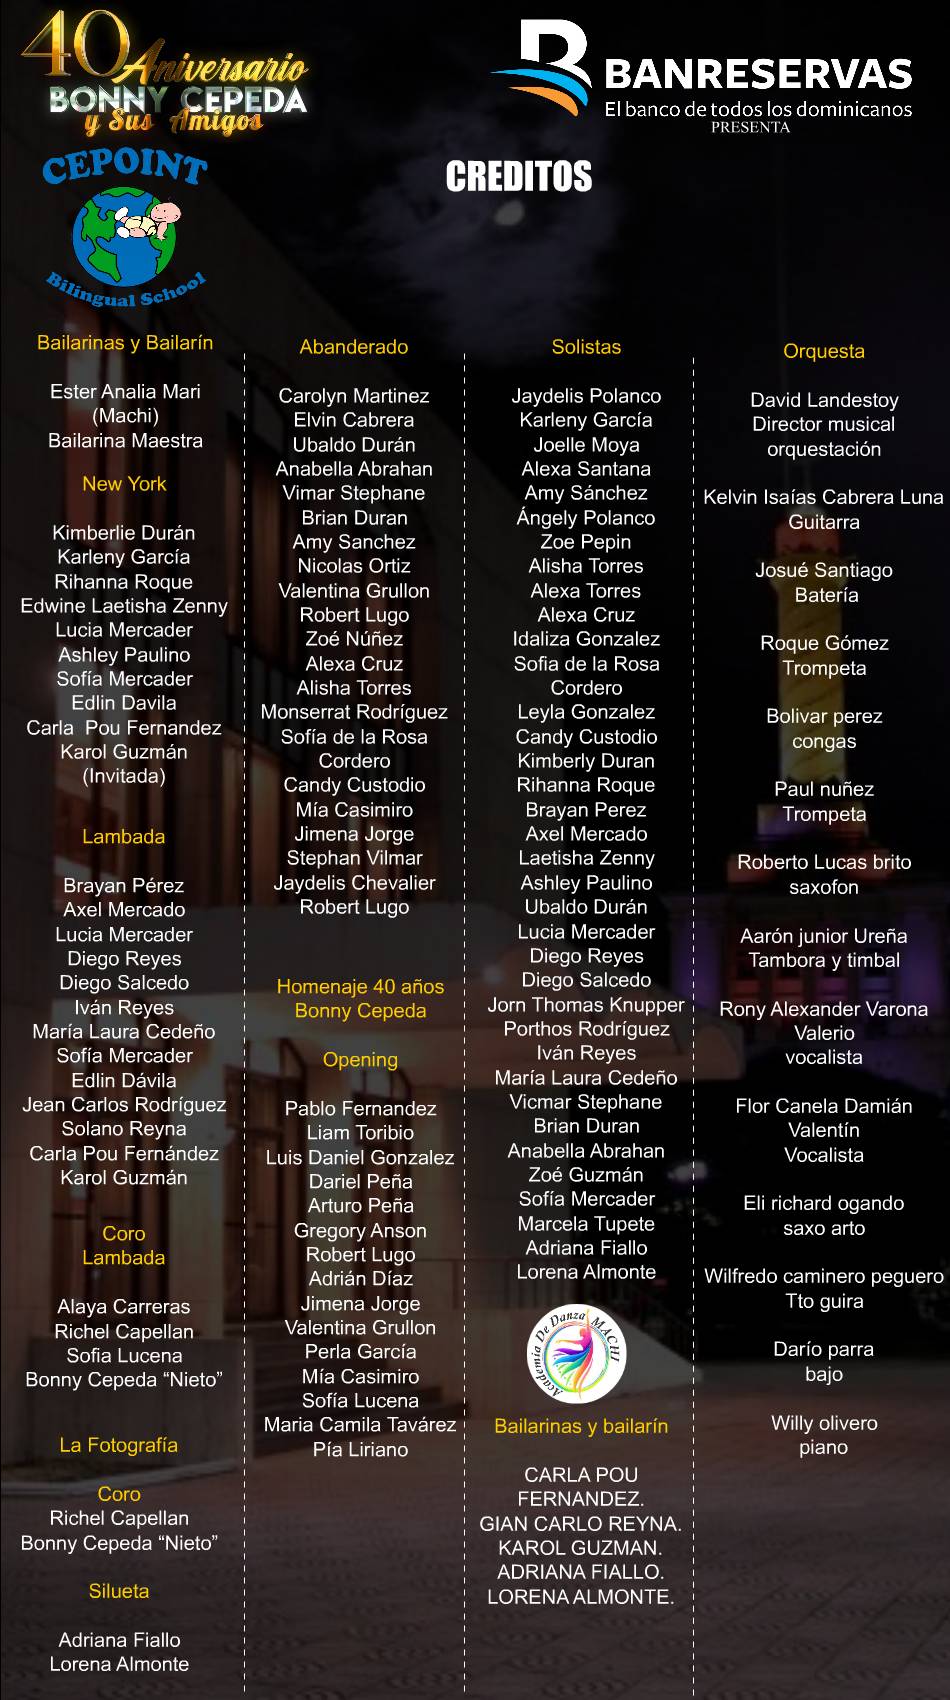 40 Aniversario
BONNY CEPEDA
y Sus Amigos
BANRESERVAS
El banco de todos los dominicanos
PRESENTA
CEPOINT
Bilingual School
CREDITOS
Bailarinas y Bailarín
Ester Analia Mari
(Machi)
Bailarina Maestra
New York
Kimberlie Durán
Karleny García
Rihanna Roque
Edwine Laetisha Zenny
Lucia Mercader
Ashley Paulino
Sofía Mercader
Edlin Davila
Carla Pou Fernandez
Karol Guzmán
(Invitada)
Lambada
Brayan Pérez
Axel Mercado
Lucia Mercader
Diego Reyes
Diego Salcedo
Iván Reyes
María Laura Cedeño
Sofía Mercader
Edlin Dávila
Jean Carlos Rodríguez
Solano Reyna
Carla Pou Fernández
Karol Guzmán
Coro
Lambada
Alaya Carreras
Richel Capellan
Sofia Lucena
Bonny Cepeda “Nieto”
La Fotografía
Coro
Richel Capellan
Bonny Cepeda “Nieto”
Silueta
Adriana Fiallo
Lorena Almonte
Abanderado
Carolyn Martinez
Elvin Cabrera
Ubaldo Durán
Anabella Abrahan
Vimar Stephane
Brian Duran
Amy Sanchez
Nicolas Ortiz
Valentina Grullon
Robert Lugo
Zoé Núñez
Alexa Cruz
Alisha Torres
Monserrat Rodríguez
Sofía de la Rosa
Cordero
Candy Custodio
Mía Casimiro
Jimena Jorge
Stephan Vilmar
Jaydelis Chevalier
Robert Lugo
Homenaje 40 años
Bonny Cepeda
Opening
Pablo Fernandez
Liam Toribio
Luis Daniel Gonzalez
Dariel Peña
Arturo Peña
Gregory Anson
Robert Lugo
Adrián Díaz
Jimena Jorge
Valentina Grullon
Perla García
Mía Casimiro
Sofía Lucena
Maria Camila Tavárez
Pía Liriano
Solistas
Jaydelis Polanco
Karleny García
Joelle Moya
Alexa Santana
Amy Sánchez
Ángely Polanco
Zoe Pepin
Alisha Torres
Alexa Torres
Alexa Cruz
Idaliza Gonzalez
Sofia de la Rosa
Cordero
Leyla Gonzalez
Candy Custodio
Kimberly Duran
Rihanna Roque
Brayan Perez
Axel Mercado
Laetisha Zenny
Ashley Paulino
Ubaldo Durán
Lucia Mercader
Diego Reyes
Diego Salcedo
Jorn Thomas Knupper
Porthos Rodríguez
Iván Reyes
María Laura Cedeño
Vicmar Stephane
Brian Duran
Anabella Abrahan
Zoé Guzmán
Sofía Mercader
Marcela Tupete
Adriana Fiallo
Lorena Almonte
Academia De Danza MACHI
Bailarinas y bailarín
CARLA POU
FERNANDEZ.
GIAN CARLO REYNA.
KAROL GUZMAN.
ADRIANA FIALLO.
LORENA ALMONTE.
Orquesta
David Landestoy
Director musical
orquestación
Kelvin Isaías Cabrera Luna
Guitarra
Josué Santiago
Batería
Roque Gómez
Trompeta
Bolivar perez
congas
Paul nuñez
Trompeta
Roberto Lucas brito
saxofon
Aarón junior Ureña
Tambora y timbal
Rony Alexander Varona
Valerio
vocalista
Flor Canela Damián
Valentín
Vocalista
Eli richard ogando
saxo arto
Wilfredo caminero peguero
Tto guira
Darío parra
bajo
Willy olivero
piano